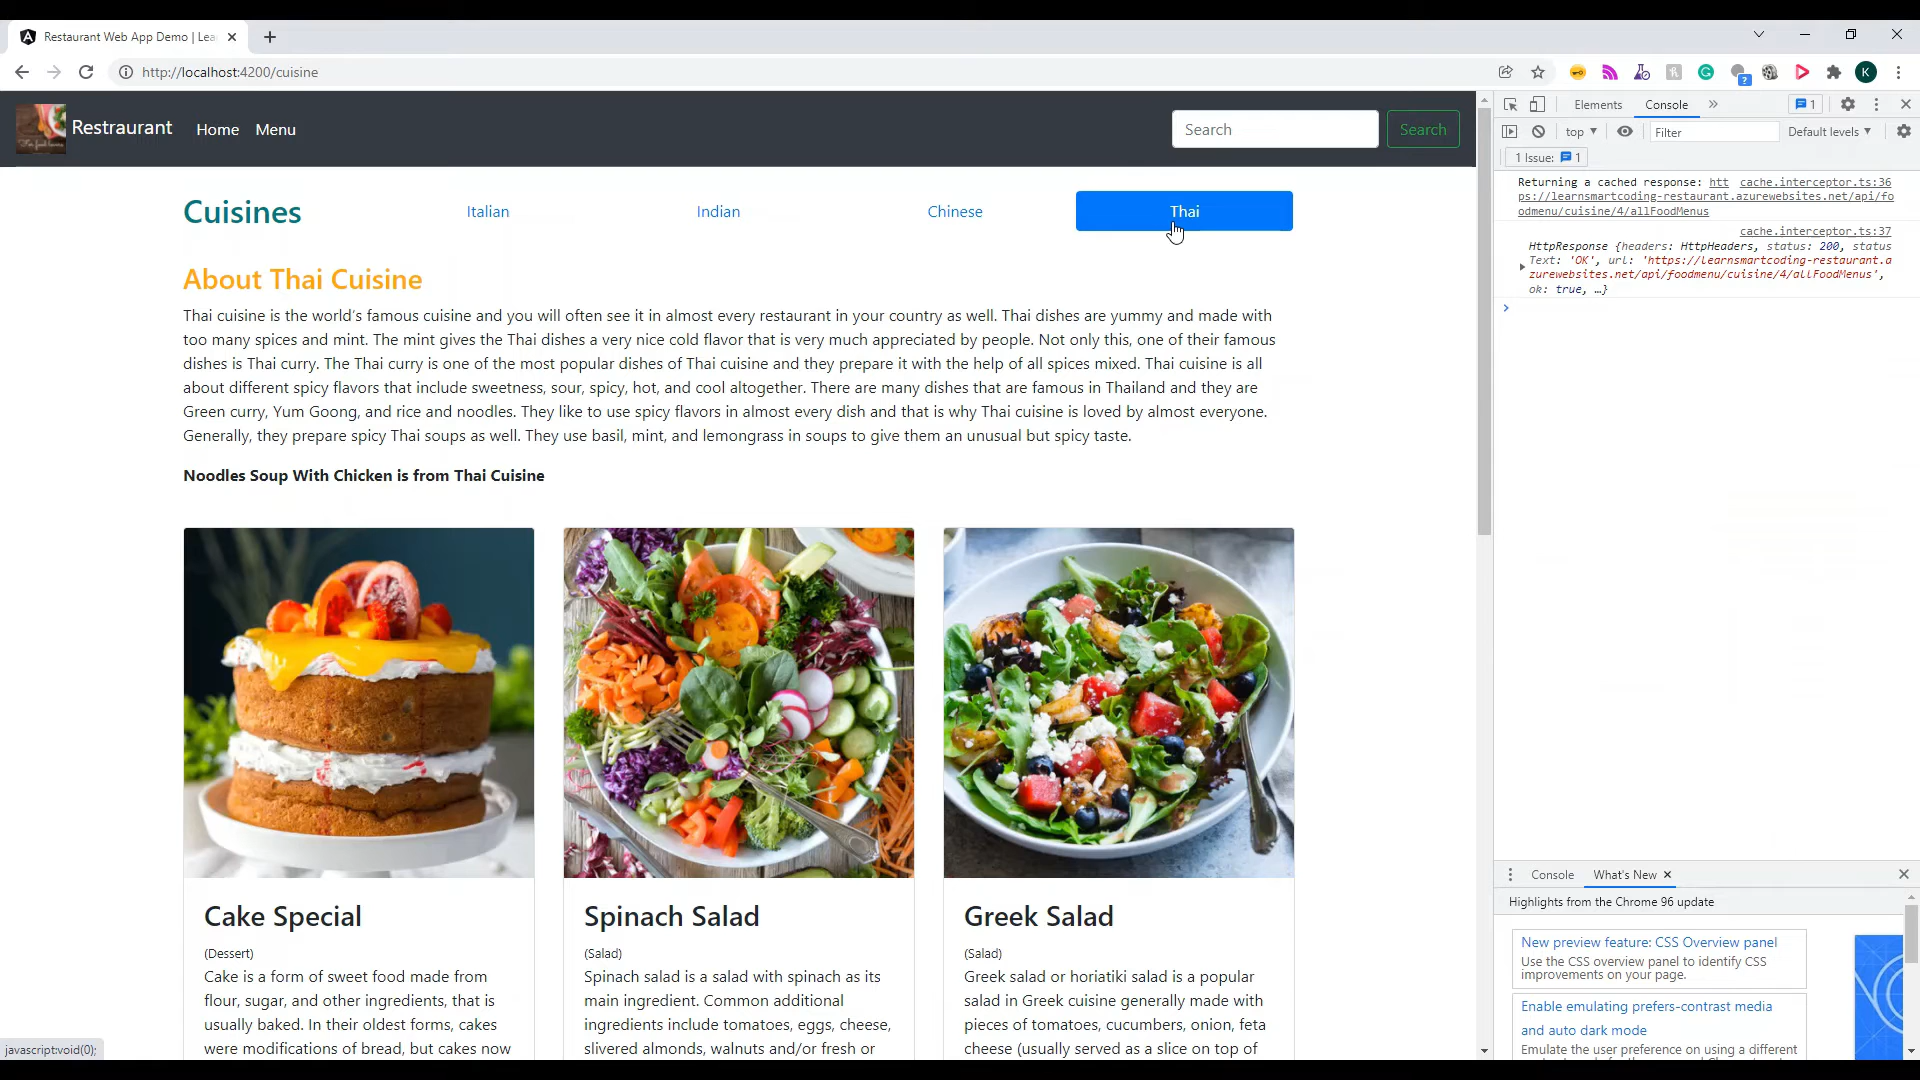 Restaurant Web App Demo | Lea
http://localhost:4200/cuisine
K
Restraurant
Home
Menu
Search
Search
Cuisines
Italian
Indian
Chinese
Thai
About Thai Cuisine
Thai cuisine is the world's famous cuisine and you will often see it in almost every restaurant in your country as well. Thai dishes are yummy and made with
too many spices and mint. The mint gives the Thai dishes a very nice cold flavor that is very much appreciated by people. Not only this, one of their famous
dishes is Thai curry. The Thai curry is one of the most popular dishes of Thai cuisine and they prepare it with the help of all spices mixed. Thai cuisine is all
about different spicy flavors that include sweetness, sour, spicy, hot, and cool altogether. There are many dishes that are famous in Thailand and they are
Green curry, Yum Goong, and rice and noodles. They like to use spicy flavors in almost every dish and that is why Thai cuisine is loved by almost everyone.
Generally, they prepare spicy Thai soups as well. They use basil, mint, and lemongrass in soups to give them an unusual but spicy taste.
Noodles Soup With Chicken is from Thai Cuisine
Cake Special
(Dessert)
Cake is a form of sweet food made from
flour, sugar, and other ingredients, that is
usually baked. In their oldest forms, cakes
were modifications of bread, but cakes now
Spinach Salad
(Salad)
Spinach salad is a salad with spinach as its
main ingredient. Common additional
ingredients include tomatoes, eggs, cheese,
slivered almonds, walnuts and/or fresh or
Greek Salad
(Salad)
Greek salad or horiatiki salad is a popular
salad in Greek cuisine generally made with
pieces of tomatoes, cucumbers, onion, feta
cheese (usually served as a slice on top of
javascript:void(0);
Elements
Console
1
top
Filter
Default levels
1 Issue: 1
Returning a cached response: htt cache.interceptor.ts:36
ps://learnsmartcoding-restaurant.azurewebsites.net/api/fo
odmenu/cuisine/4/allFoodMenus
cache.interceptor.ts:37
HttpResponse {headers: HttpHeaders, status: 200, status
Text: 'OK', url: 'https://learnsmartcoding-restaurant.a
zurewebsites.net/api/foodmenu/cuisine/4/allFoodMenus',
ok: true, …}
Console
What's New
Highlights from the Chrome 96 update
New preview feature: CSS Overview panel
Use the CSS overview panel to identify CSS
improvements on your page.
Enable emulating prefers-contrast media
and auto dark mode
Emulate the user preference on using a different